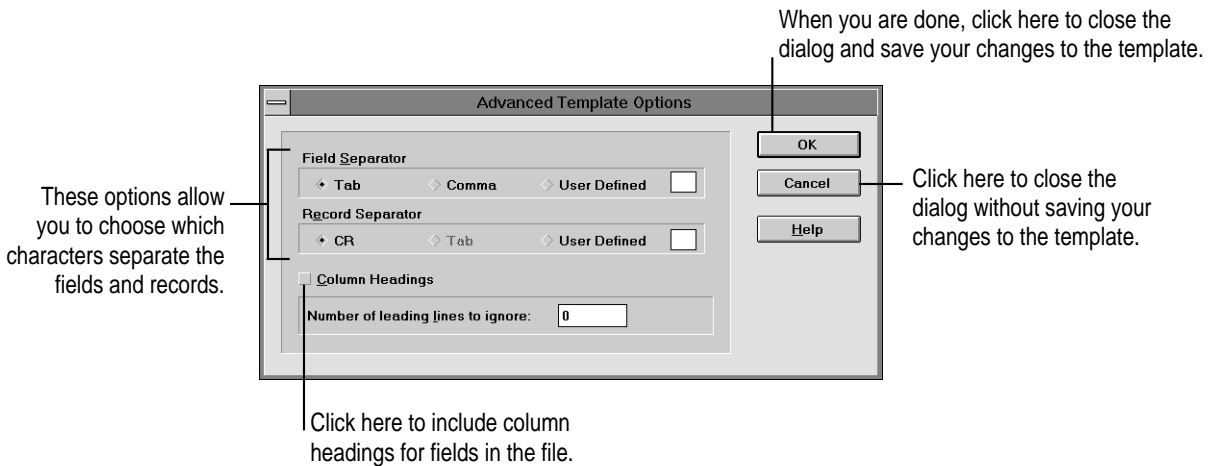 When you are done, click here to close the
dialog and save your changes to the template.
Advanced Template Options
Field Separator
Tab
Comma
User Defined
Record Separator
CR
Tab
User Defined
Column Headings
Number of leading lines to ignore:
0
OK
Cancel
Help
These options allow
you to choose which
characters separate the
fields and records.
Click here to close the
dialog without saving your
changes to the template.
Click here to include column
headings for fields in the file.